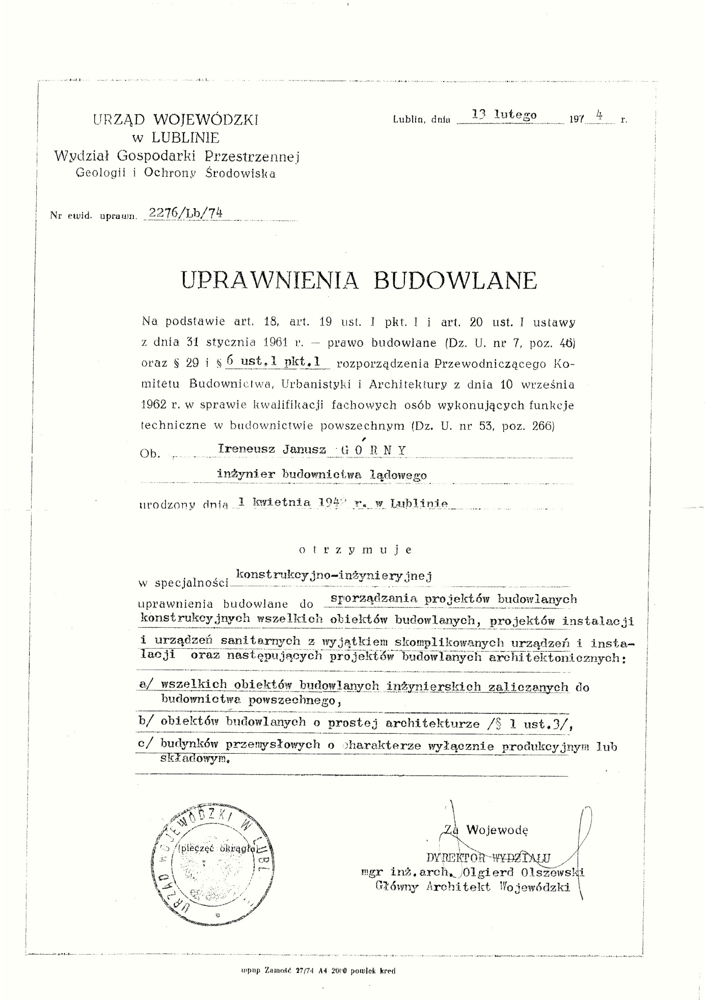 URZĄD WOJEWÓDZKI
w LUBLINIE
Wydział Gospodarki Przestrzennej
Geologii i Ochrony Środowiska
Lublin, dnia 13 lutego 197 4 r.
Nr ewid. uprawn. 2276/Lb/74
UPRAWNIENIA BUDOWLANE
Na podstawie art. 18, art. 19 ust. I pkt. I i art. 20 ust. I ustawy
z dnia 31 stycznia 1961 r. — prawo budowlane (Dz. U. nr 7, poz. 46)
oraz § 29 i § 6 ust.1 pkt.1 rozporządzenia Przewodniczącego Ko-
mitetu Budownictwa, Urbanistyki i Architektury z dnia 10 września
1962 r. w sprawie kwalifikacji fachowych osób wykonujących funkcje
techniczne w budownictwie powszechnym (Dz. U. nr 53, poz. 266)
Ob. Ireneusz Janusz G Ó R N Y
inżynier budownictwa lądowego
urodzony dnia 1 kwietnia r. w Lublinie
otrzymuje
w specjalności konstrukcyjno-inżynieryjnej
uprawnienia budowlane do sporządzania projektów budowlanych
konstrukcyjnych wszelkich obiektów budowlanych, projektów instalacji
i urządzeń sanitarnych z wyjątkiem skomplikowanych urządzeń i insta-
lacji oraz następujących projektów budowlanych architektonicznych:
a/ wszelkich obiektów budowlanych inżynierskich zaliczanych do
budownictwa powszechnego,
b/ obiektów budowlanych o prostej architekturze /§ 1 ust.3/,
c/ budynków przemysłowych o charakterze wyłącznie produkcyjnym lub
składowym.
URZĄD WOJEWÓDZKI W LUBL
(pieczęć okrągła)
Za Wojewodę
DYREKTOR WYDZIAŁU
mgr inż.arch. Olgierd Olszewski
Główny Architekt Wojewódzki
wpnp Zamość 27/74 A4 2000 powlek kred